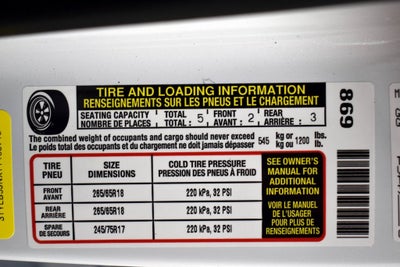 TIRE AND LOADING INFORMATION
RENSEIGNEMENTS SUR LES PNEUS ET LE CHARGEMENT
SEATING CAPACITY TOTAL FRONT REAR
NOMBRE DE PLACES TOTAL : 5 AVANT : 2 ARRIÈRE : 3
The combined weight of occupants and cargo should never exceed 545 kg or 1200 lbs.
Le poids total des occupants et du chargement ne doit jamais dépasser kg ou lb.
TIRE SIZE COLD TIRE PRESSURE
PNEU DIMENSIONS PRESSION DES PNEUS À FROID
FRONT
AVANT 265/65R18 220 kPa, 32 PSI
REAR
ARRIÈRE 265/65R18 220 kPa, 32 PSI
SPARE
DE SECOURS 245/75R17 220 kPa, 32 PSI
SEE OWNER'S
MANUAL FOR
ADDITIONAL
INFORMATION
VOIR LE MANUEL
DE L'USAGER
POUR PLUS DE
RENSEIGNEMENTS
869